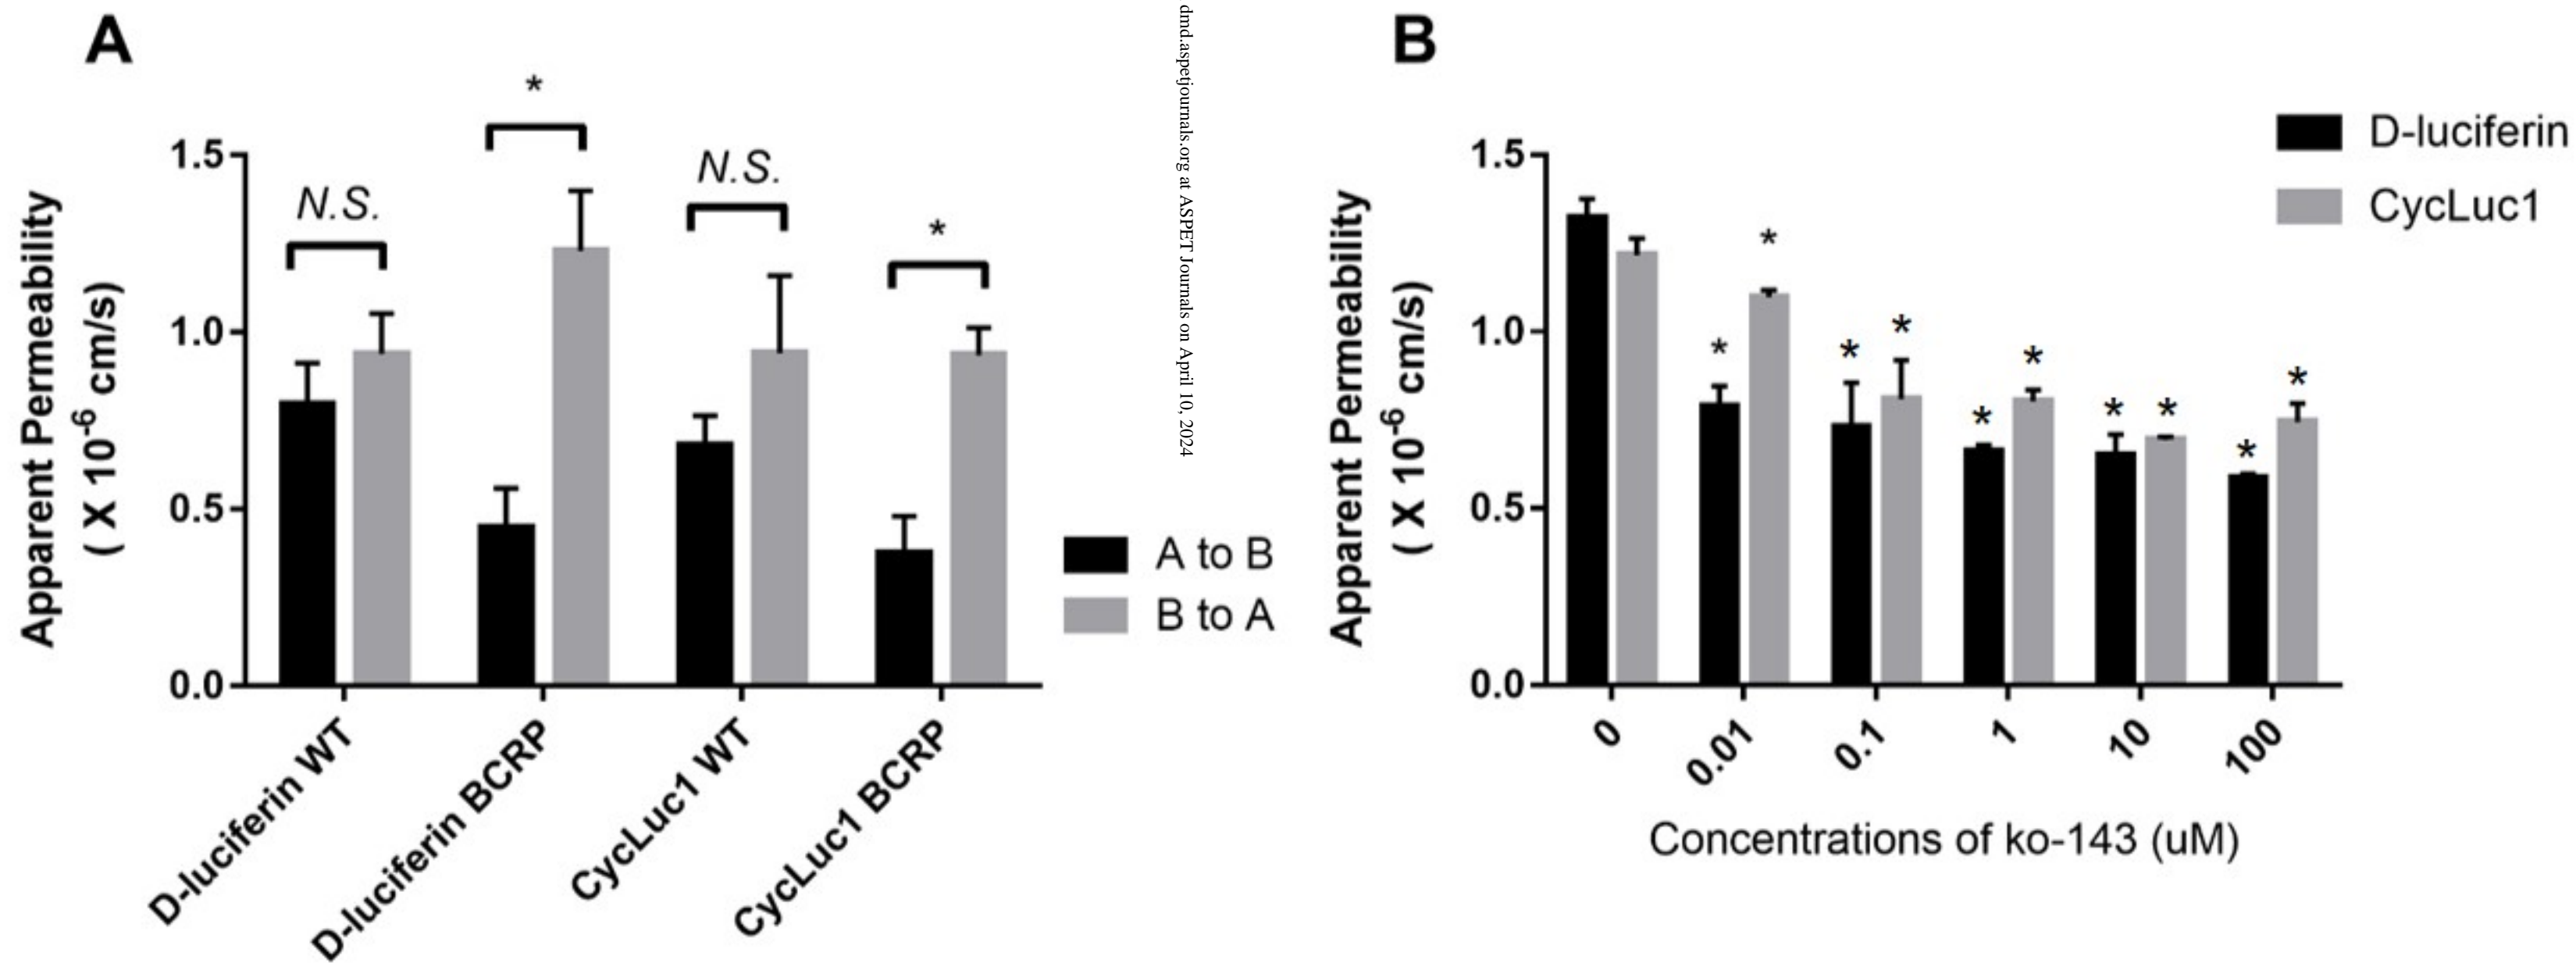 A
*
N.S.
N.S.
*
1.5
1.0
0.5
0.0
Apparent Permeability
( X 10-6 cm/s)
A to B
B to A
D-luciferin WT
D-luciferin BCRP
CycLuc1 WT
CycLuc1 BCRP
dmd.aspetjournals.org at ASPET Journals on April 10, 2024
B
D-luciferin
CycLuc1
1.5
1.0
0.5
0.0
Apparent Permeability
( X 10-6 cm/s)
* * * * * * * * * *
0 0.01 0.1 1 10 100
Concentrations of ko-143 (uM)